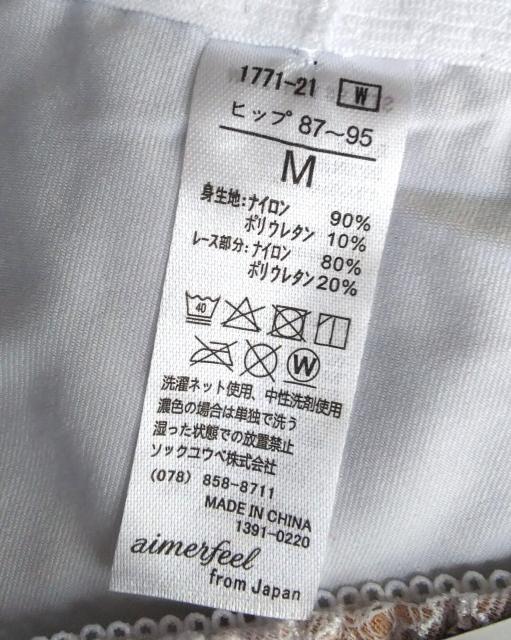 1771-21 W
ヒップ 87～95
M
身生地:ナイロン 90%
ポリウレタン 10%
レース部分:ナイロン 80%
ポリウレタン 20%
40
W
洗濯ネット使用、中性洗剤使用
濃色の場合は単独で洗う
湿った状態での放置禁止
ソックコウベ株式会社
(078) 858-8711
MADE IN CHINA
1391-0220
aimerfeel
from Japan